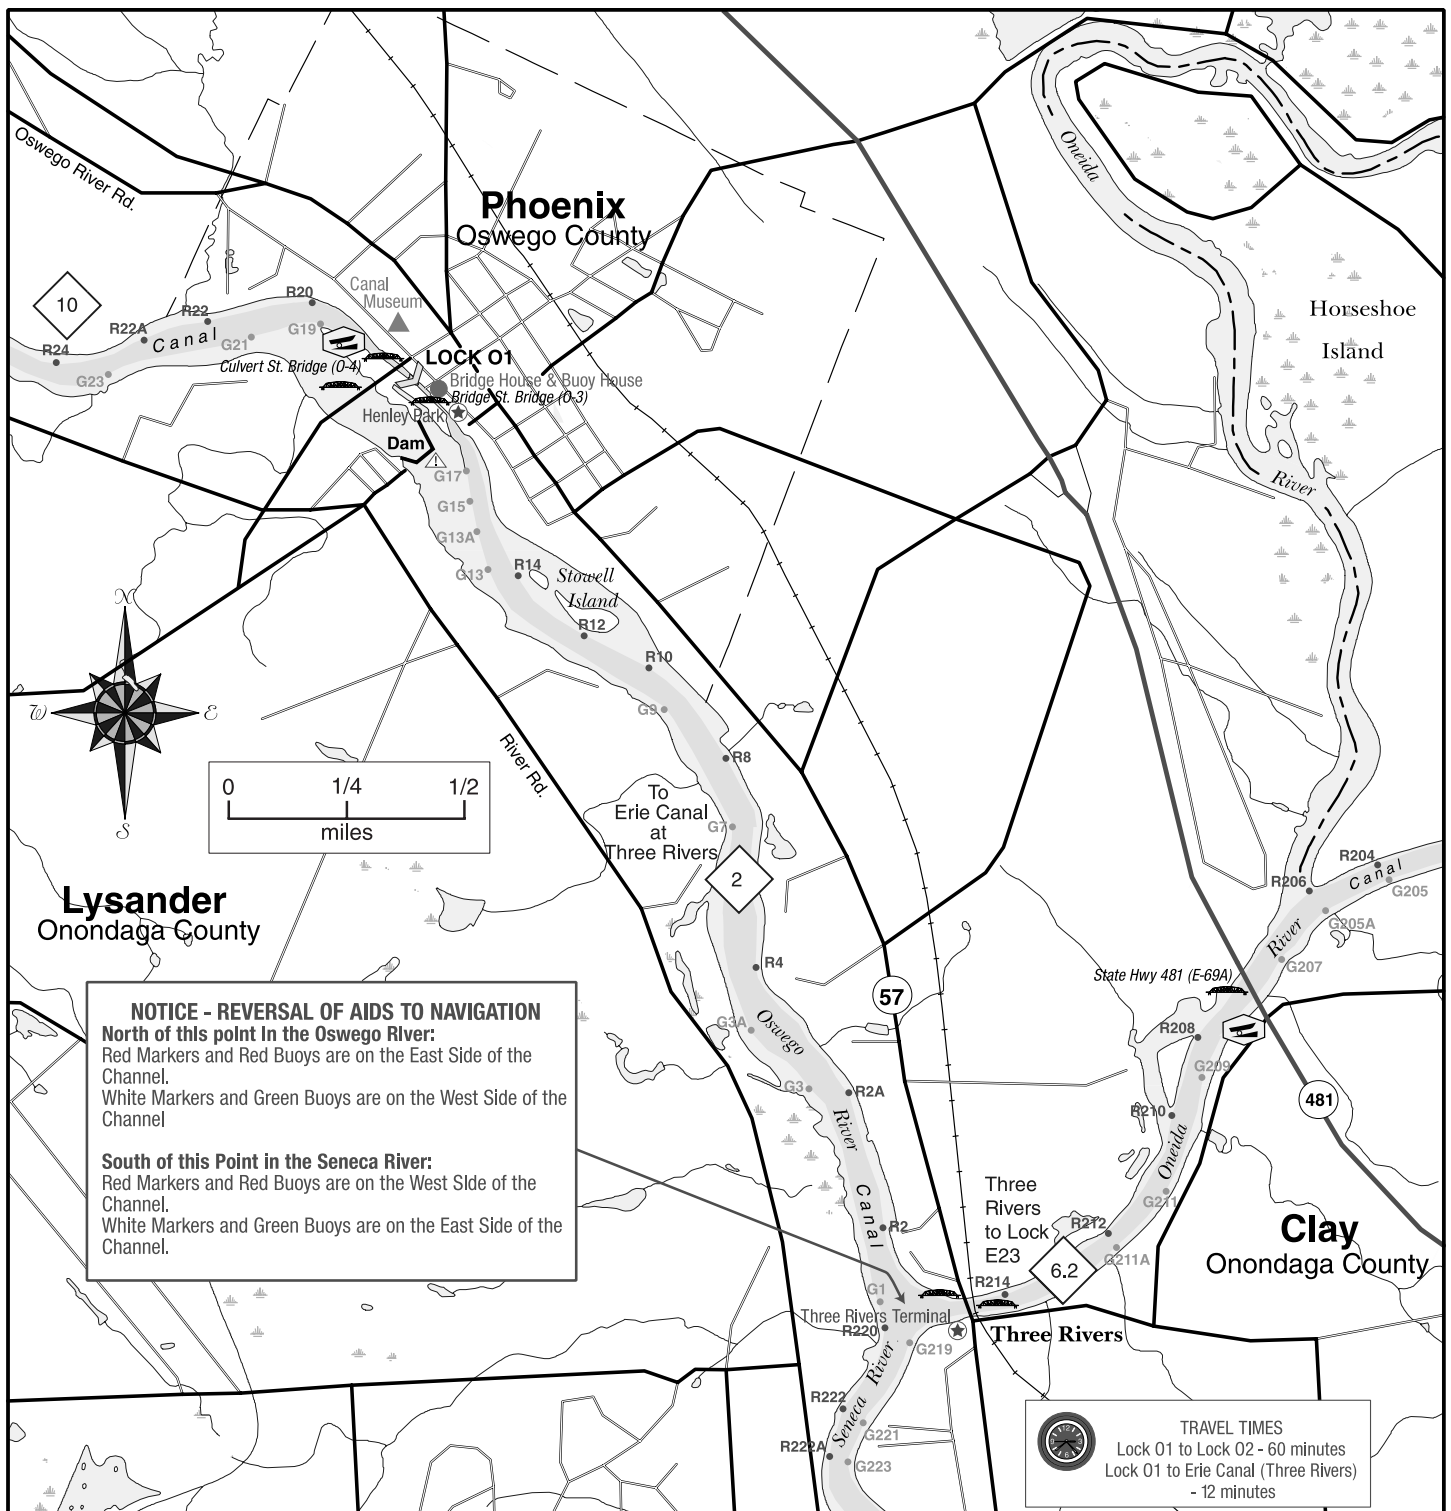 Oswego River Rd.
Phoenix
Oswego County
Oneida
10
R24
R22A
R22
R20
G23
G21
G19
Canal
Canal
Museum
Horseshoe
Island
Culvert St. Bridge (O-4)
LOCK O1
Bridge House & Buoy House
Bridge St. Bridge (O-3)
Henley Park
Dam
!
G17
G15
G13A
G13
R14
Stowell
Island
R12
R10
G9
R8
River
N
W
E
S
0 1/4 1/2
miles
River Rd.
To
Erie Canal
at
Three Rivers
G7
2
Lysander
Onondaga County
R204
R206
Canal
G205
G205A
River
G207
State Hwy 481 (E-69A)
R4
57
G3A
Oswego
R208
G209
G3
R2A
River
R210
481
Oneida
G211
NOTICE - REVERSAL OF AIDS TO NAVIGATION
North of this point in the Oswego River:
Red Markers and Red Buoys are on the East Side of the
Channel.
White Markers and Green Buoys are on the West Side of the
Channel
South of this Point in the Seneca River:
Red Markers and Red Buoys are on the West SIde of the
Channel.
White Markers and Green Buoys are on the East Side of the
Channel.
Canal
R2
Three
Rivers
to Lock
E23
R212
G211A
6.2
Clay
Onondaga County
R214
G1
Three Rivers Terminal
R220
G219
Three Rivers
Seneca River
R222
G221
R222A
G223
TRAVEL TIMES
Lock O1 to Lock O2 - 60 minutes
Lock O1 to Erie Canal (Three Rivers)
- 12 minutes